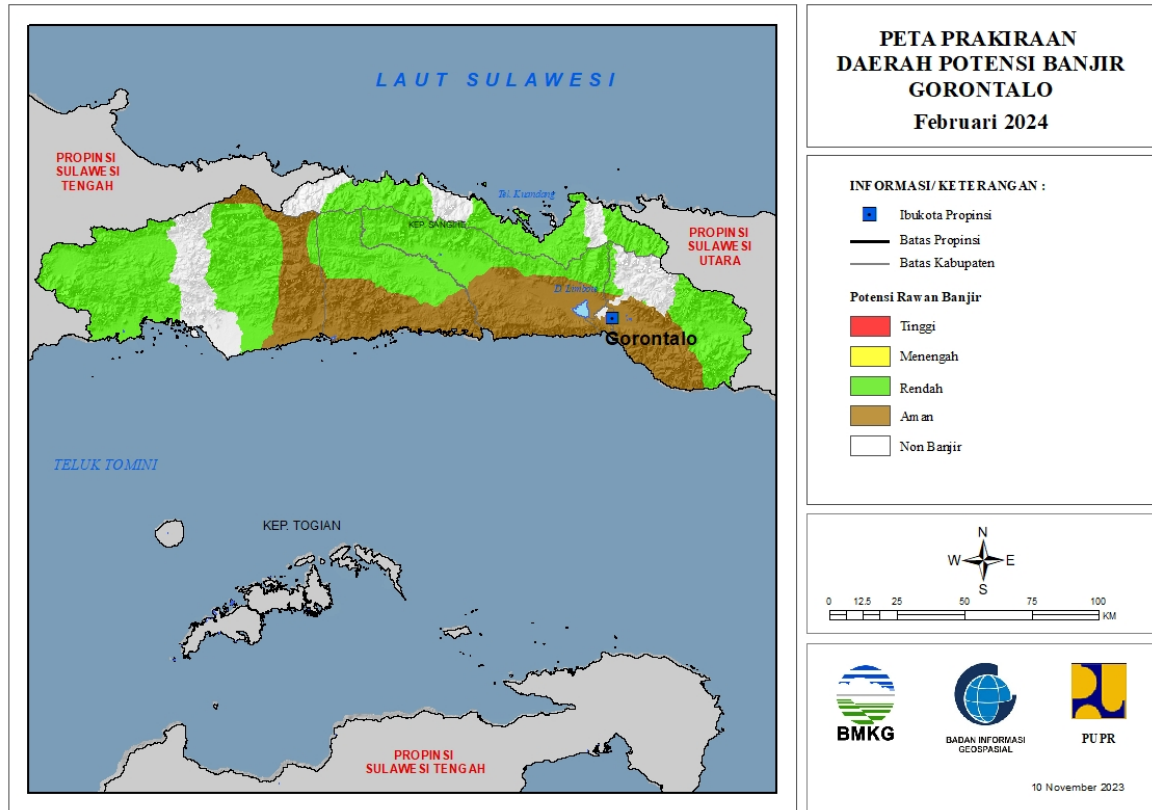 LAUT SULAWESI
PROPINSI
SULAWESI
TENGAH
Tel. Kuandang
KEP. SANGIHE
PROPINSI
SULAWESI
UTARA
D. Limboto
Gorontalo
TELUK TOMINI
KEP. TOGIAN
PROPINSI
SULAWESI TENGAH
PETA PRAKIRAAN
DAERAH POTENSI BANJIR
GORONTALO
Februari 2024
INFORMASI/ KETERANGAN :
Ibukota Propinsi
Batas Propinsi
Batas Kabupaten
Potensi Rawan Banjir
Tinggi
Menengah
Rendah
Aman
Non Banjir
N
W E
S
0 12.5 25 50 75 100
KM
BMKG
BADAN INFORMASI
GEOSPASIAL
PUPR
10 November 2023